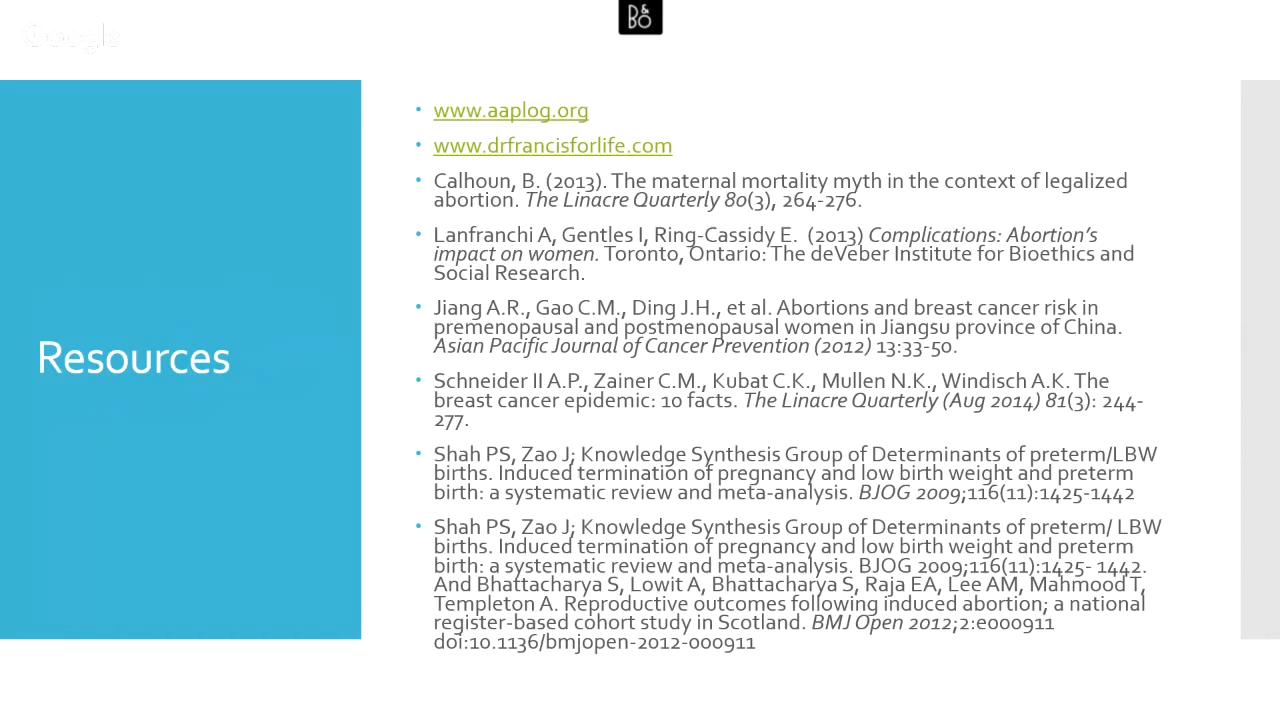 Google
B&O
www.aaplog.org
www.drfrancisforlife.com
Calhoun, B. (2013). The maternal mortality myth in the context of legalized
abortion. The Linacre Quarterly 80(3), 264-276.
Lanfranchi A, Gentles I, Ring-Cassidy E.  (2013) Complications: Abortion's
impact on women. Toronto, Ontario: The deVeber Institute for Bioethics and
Social Research.
Jiang A.R., Gao C.M., Ding J.H., et al. Abortions and breast cancer risk in
premenopausal and postmenopausal women in Jiangsu province of China.
Asian Pacific Journal of Cancer Prevention (2012) 13:33-50.
Resources
Schneider II A.P., Zainer C.M., Kubat C.K., Mullen N.K., Windisch A.K. The
breast cancer epidemic: 10 facts. The Linacre Quarterly (Aug 2014) 81(3): 244-
277.
Shah PS, Zao J; Knowledge Synthesis Group of Determinants of preterm/LBW
births. Induced termination of pregnancy and low birth weight and preterm
birth: a systematic review and meta-analysis. BJOG 2009;116(11):1425-1442
Shah PS, Zao J; Knowledge Synthesis Group of Determinants of preterm/ LBW
births. Induced termination of pregnancy and low birth weight and preterm
birth: a systematic review and meta-analysis. BJOG 2009;116(11):1425- 1442.
And Bhattacharya S, Lowit A, Bhattacharya S, Raja EA, Lee AM, Mahmood T,
Templeton A. Reproductive outcomes following induced abortion; a national
register-based cohort study in Scotland. BMJ Open 2012;2:e000911
doi:10.1136/bmjopen-2012-000911